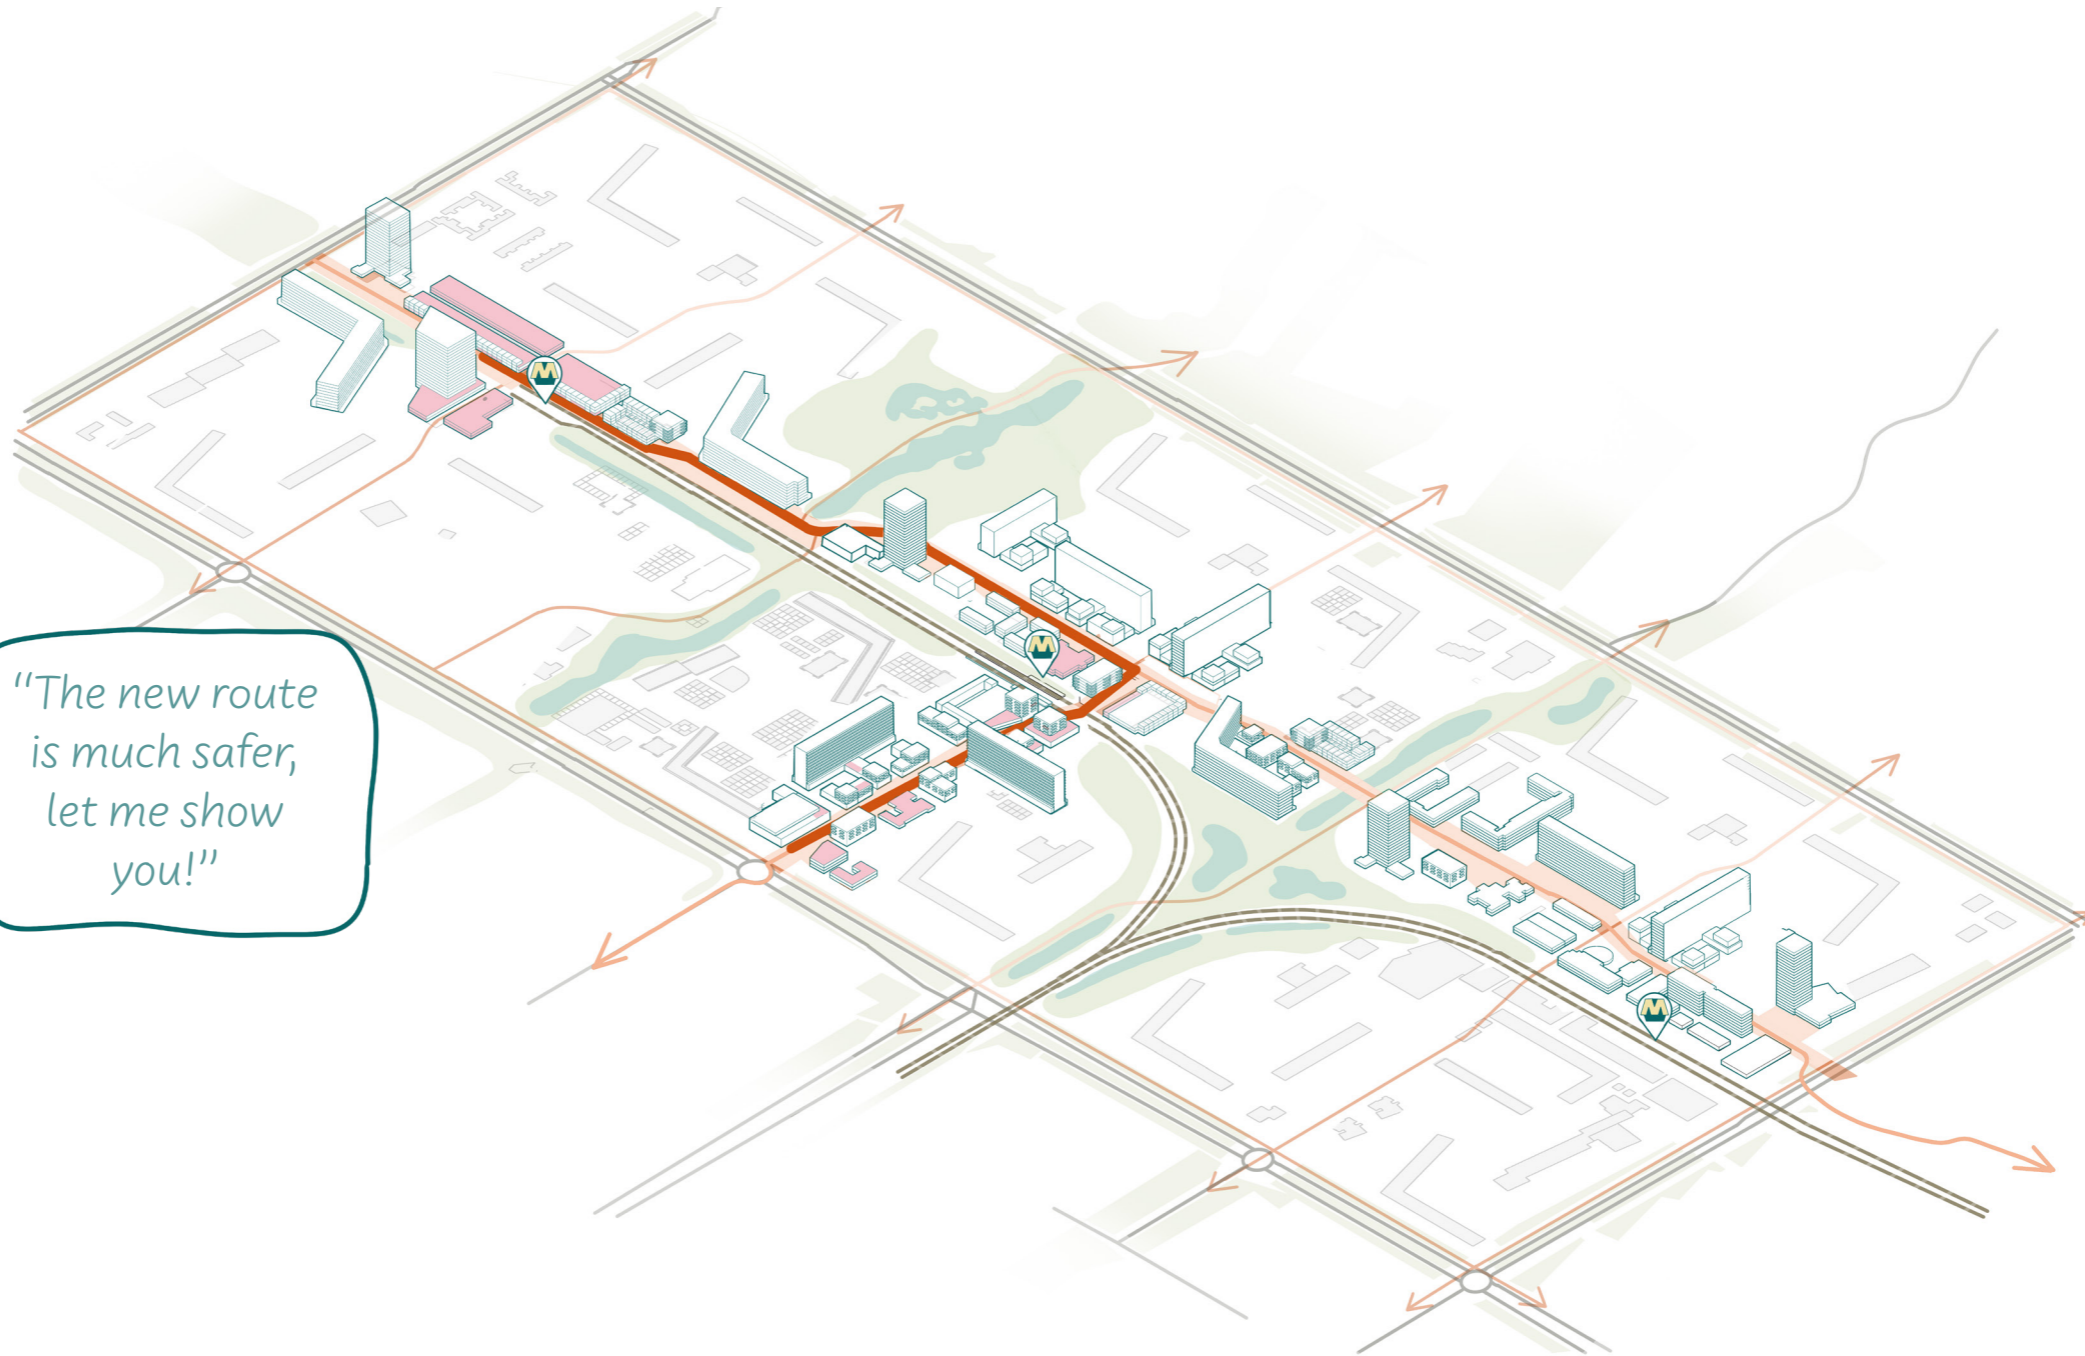 “The new route
is much safer,
let me show
you!”
M
M
M